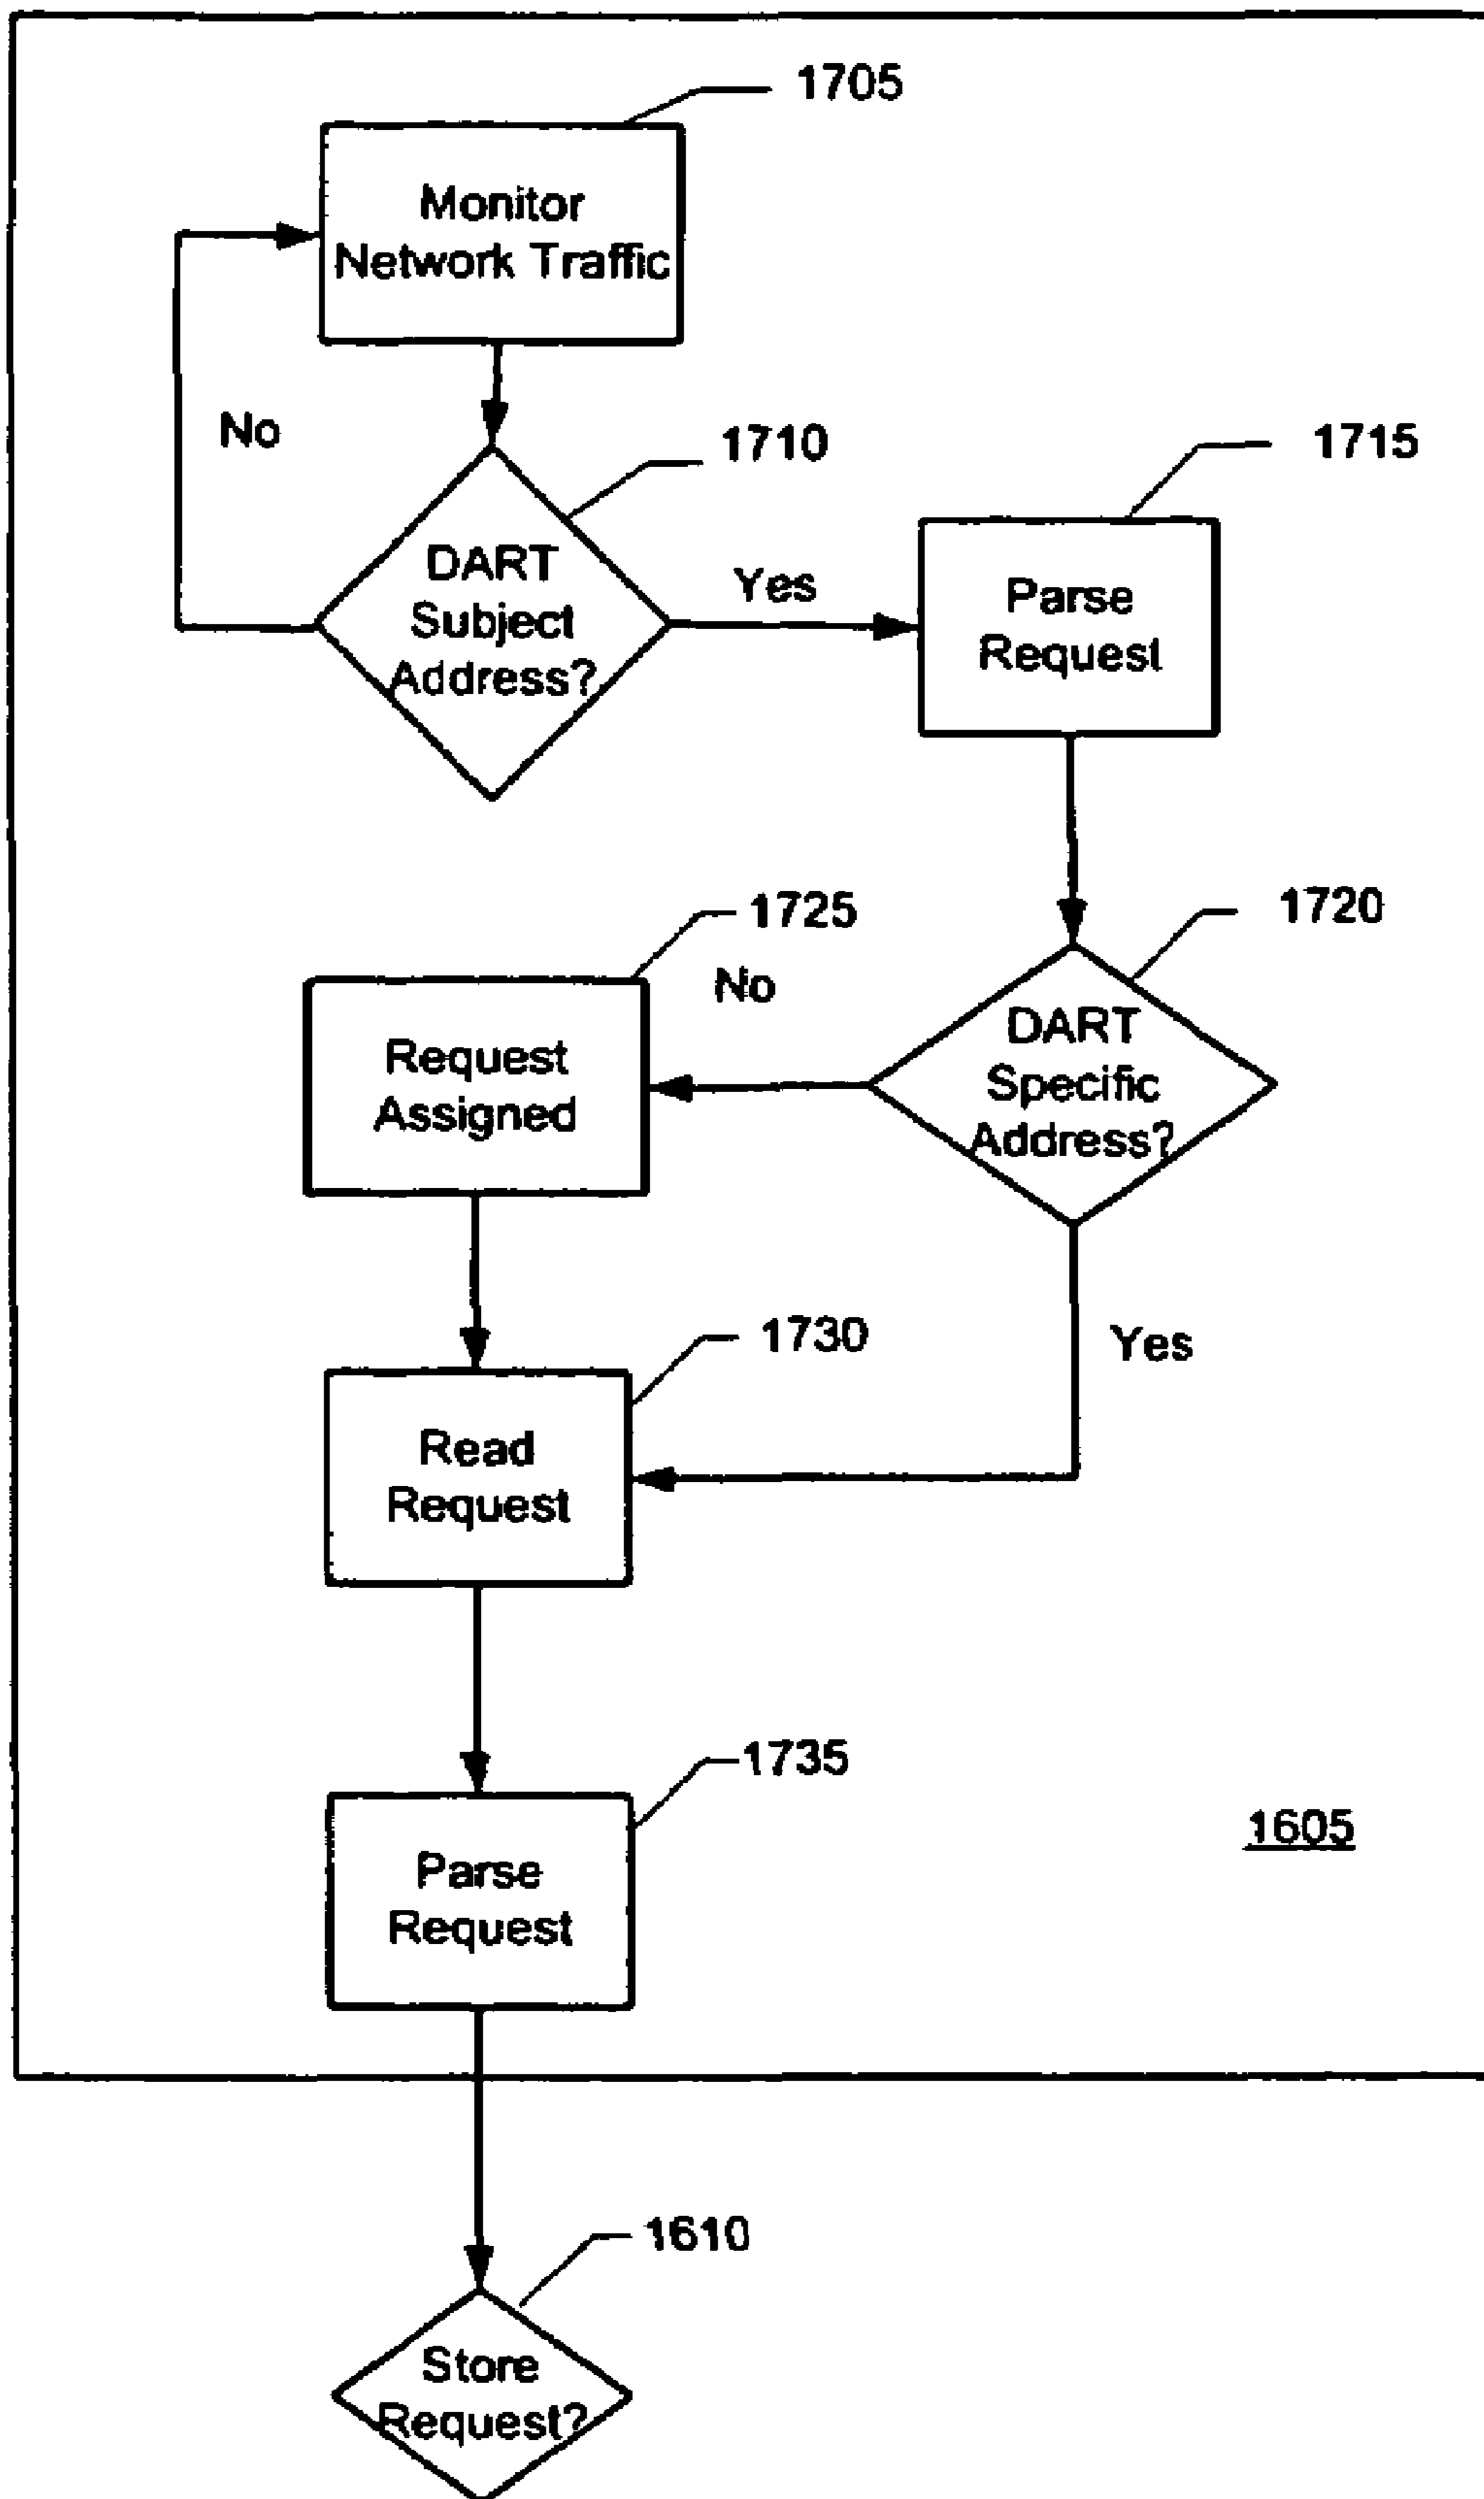 1705
Monitor
Network Traffic
No
1710
1715
DART
Subject
Address?
Yes
Parse
Request
1725
1720
No
Request
Assigned
DART
Specific
Address?
1730
Yes
Read
Request
1735
Parse
Request
1605
1610
Store
Request?